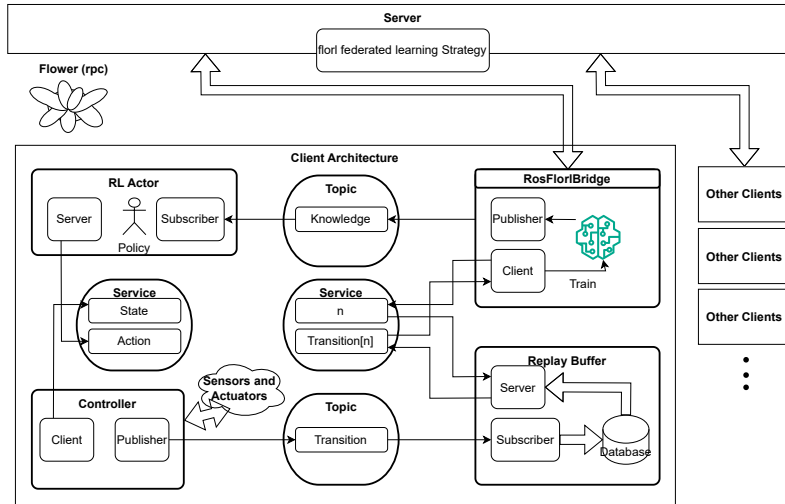 Server
florl federated learning Strategy
Flower (rpc)
Client Architecture
RL Actor
Server
Policy
Subscriber
Topic
Knowledge
RosFlorlBridge
Publisher
Client
Train
Other Clients
Other Clients
Other Clients
Service
State
Action
Service
n
Transition[n]
Sensors and
Actuators
Controller
Client
Publisher
Topic
Transition
Replay Buffer
Server
Subscriber
Database